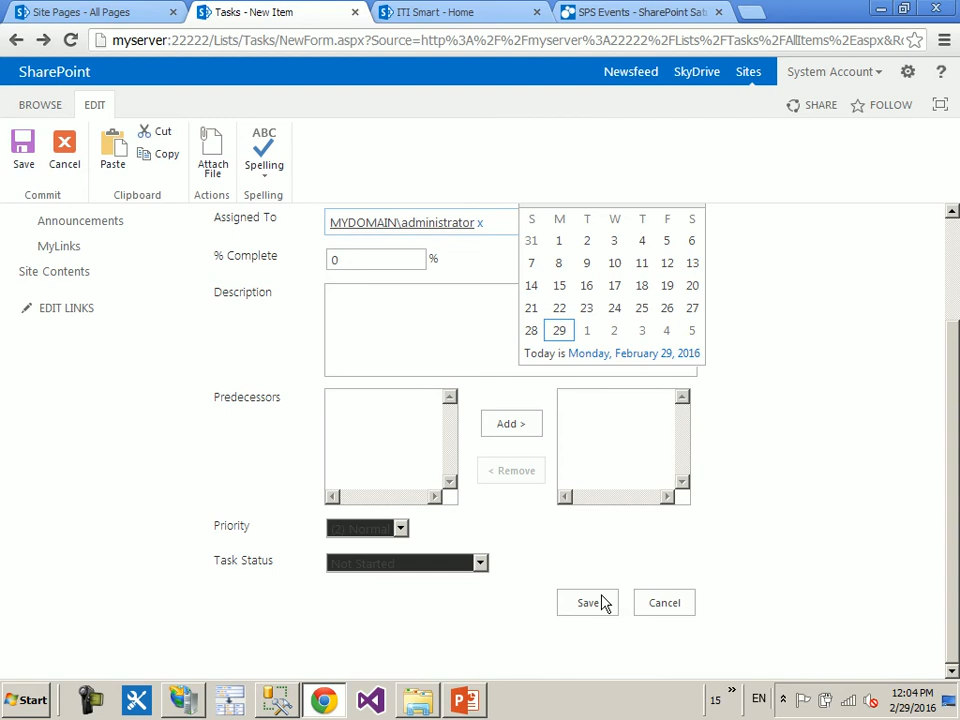 Site Pages - All Pages
Tasks - New Item
ITI Smart - Home
SPS Events - SharePoint Satu
myserver:22222/Lists/Tasks/NewForm.aspx?Source=http%3A%2F%2Fmyserver%3A22222%2FLists%2FTasks%2FAllItems%2Easpx&Ro
SharePoint
Newsfeed SkyDrive Sites System Account ?
BROWSE EDIT
SHARE FOLLOW
Save
Cancel
Paste
Cut
Copy
Attach
File
ABC
Spelling
Commit Clipboard Actions Spelling
Announcements
MyLinks
Site Contents
EDIT LINKS
Assigned To MYDOMAIN\administrator x
% Complete 0 %
Description
S M T W T F S
31 1 2 3 4 5 6
7 8 9 10 11 12 13
14 15 16 17 18 19 20
21 22 23 24 25 26 27
28 29 1 2 3 4 5
Today is Monday, February 29, 2016
Predecessors
Add >
< Remove
Priority (2) Normal
Task Status Not Started
Save Cancel
Start
15 »
EN
12:04 PM
2/29/2016